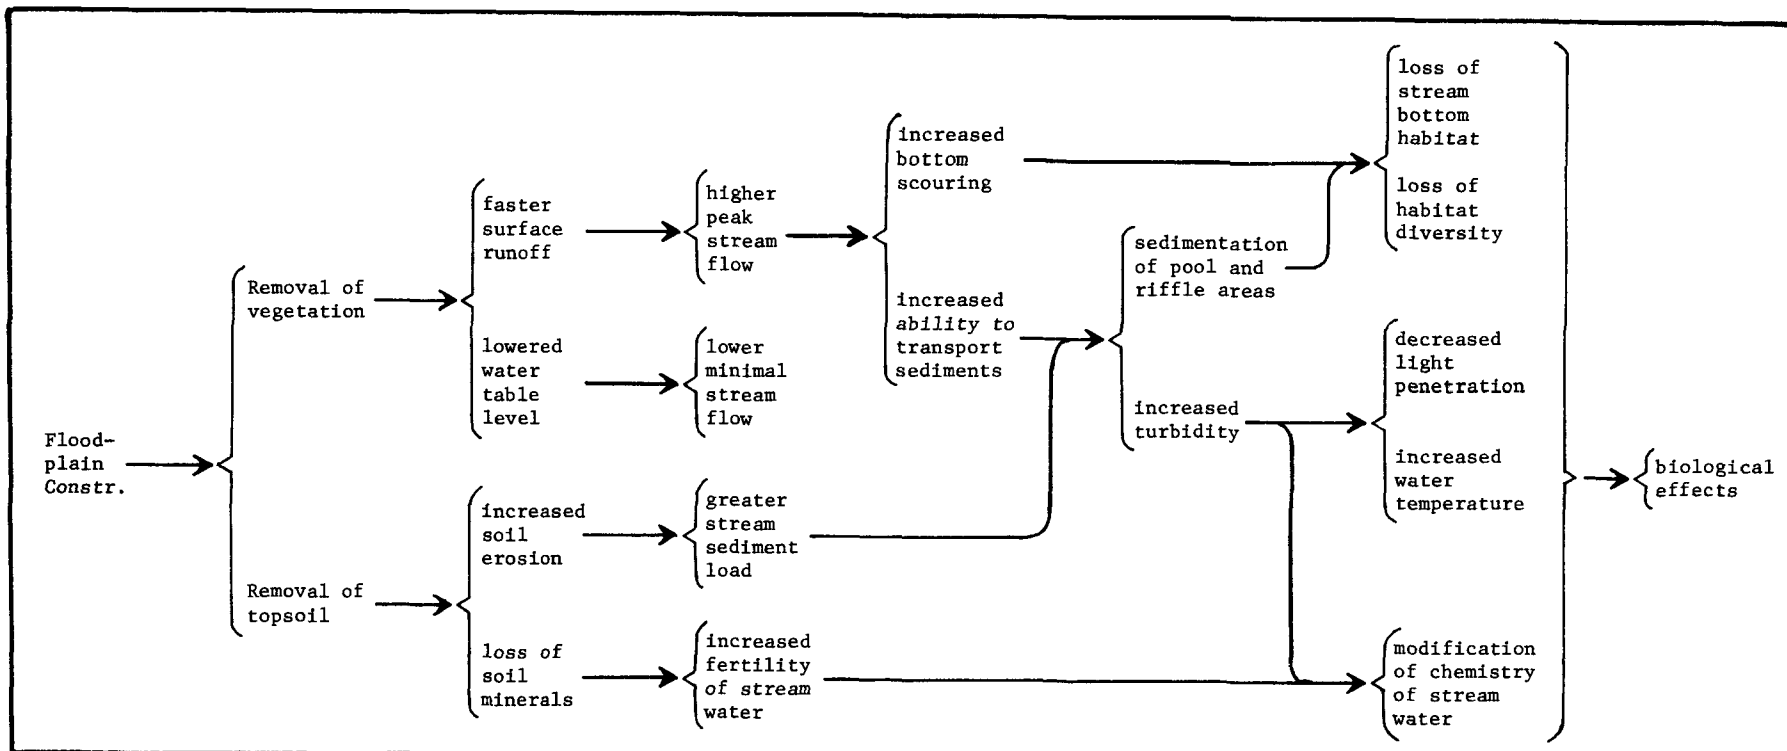 Flood-
plain
Constr.
Removal of
vegetation
Removal of
topsoil
faster
surface
runoff
lowered
water
table
level
increased
soil
erosion
loss of
soil
minerals
higher
peak
stream
flow
lower
minimal
stream
flow
greater
stream
sediment
load
increased
fertility
of stream
water
increased
bottom
scouring
increased
ability to
transport
sediments
sedimentation
of pool and
riffle areas
increased
turbidity
loss of
stream
bottom
habitat
loss of
habitat
diversity
decreased
light
penetration
increased
water
temperature
modification
of chemistry
of stream
water
biological
effects